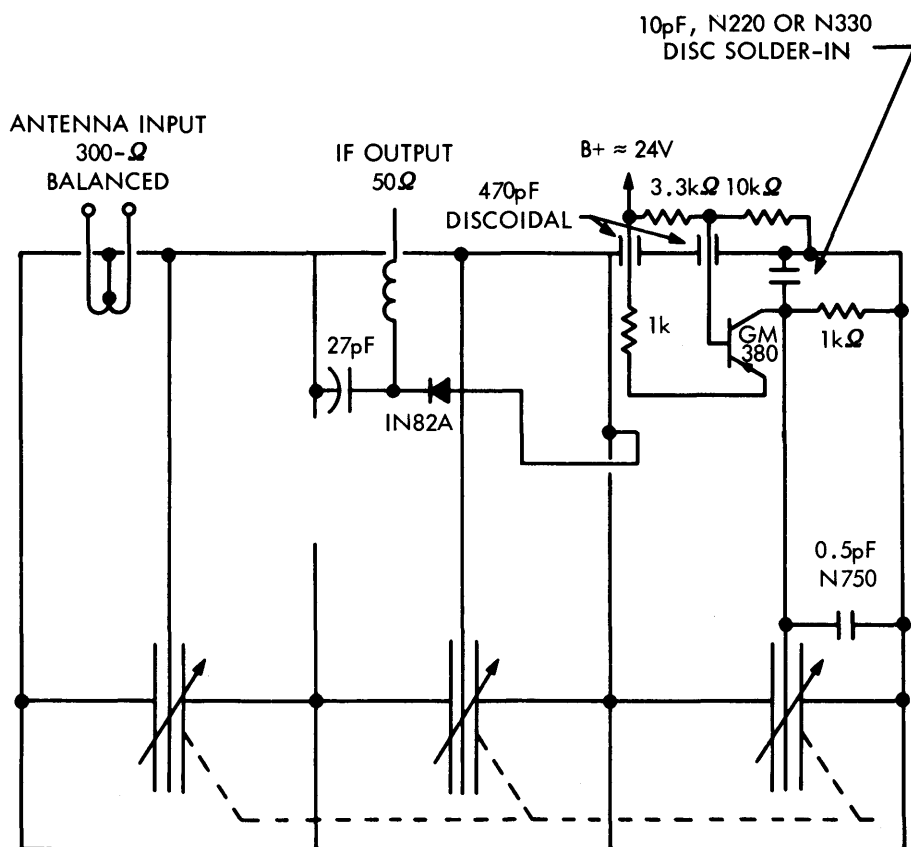 10pF, N220 OR N330
DISC SOLDER-IN
ANTENNA INPUT
300-Ω
BALANCED
IF OUTPUT
50Ω
B+ ≈ 24V
470pF
DISCOIDAL
3.3kΩ 10kΩ
27pF
1k
GM
380
1kΩ
IN82A
0.5pF
N750